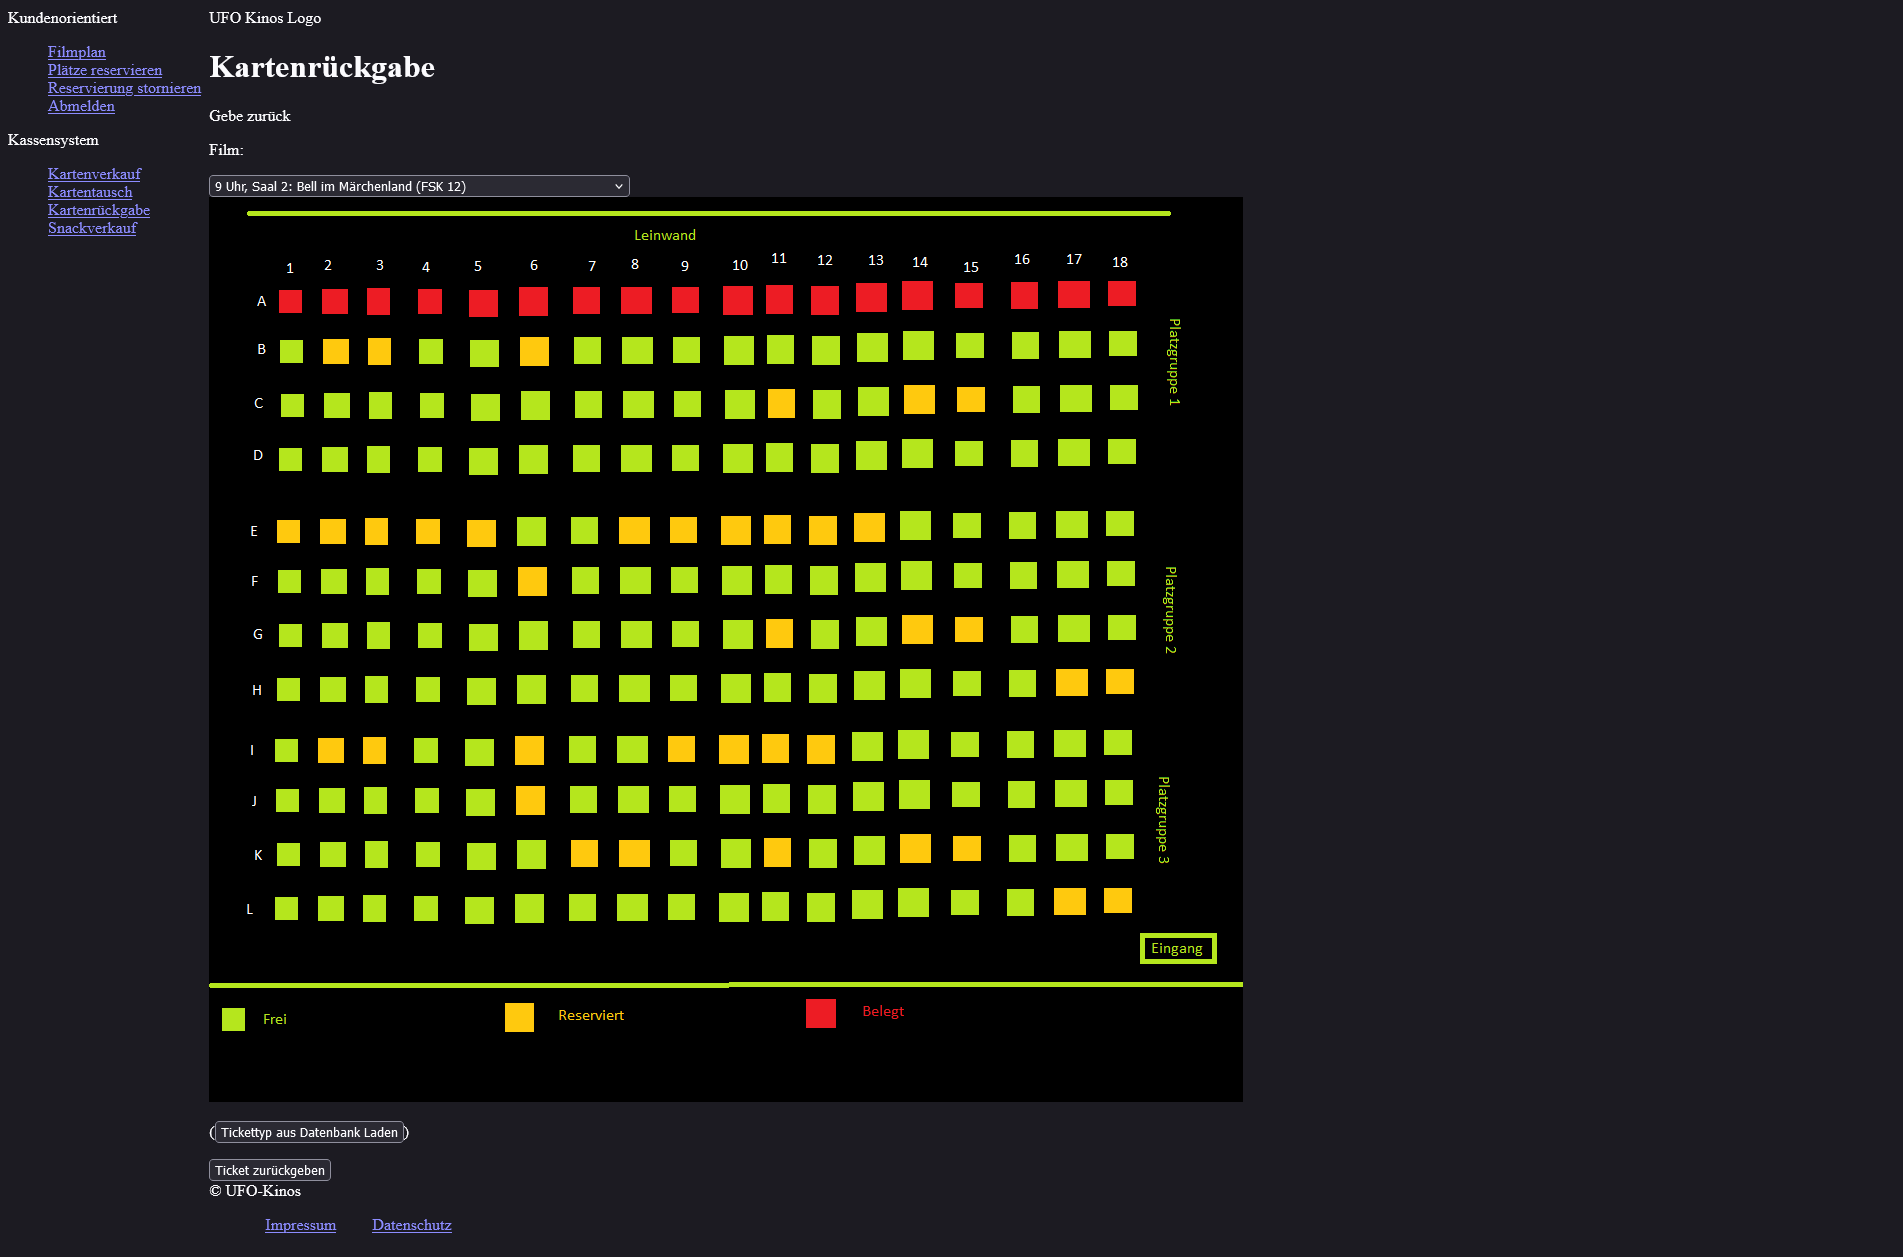 Kundenorientiert
Filmplan
Plätze reservieren
Reservierung stornieren
Abmelden
Kassensystem
Kartenverkauf
Kartentausch
Kartenrückgabe
Snackverkauf
UFO Kinos Logo
Kartenrückgabe
Gebe zurück
Film:
9 Uhr, Saal 2: Bell im Märchenland (FSK 12)
Leinwand
1 2 3 4 5 6 7 8 9 10 11 12 13 14 15 16 17 18
A
B
C
D
Platzgruppe 1
E
F
G
H
Platzgruppe 2
I
J
K
L
Platzgruppe 3
Eingang
Frei Reserviert Belegt
(Tickettyp aus Datenbank Laden)
Ticket zurückgeben
© UFO-Kinos
Impressum Datenschutz